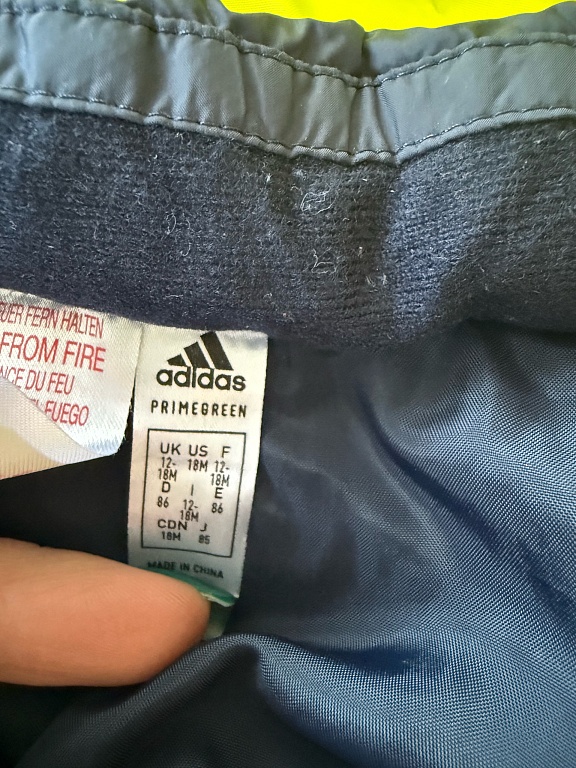 FERN HALTEN
FROM FIRE
DU FEU
FUEGO
adidas
PRIMEGREEN
UK US F
12- 18M 12-
18M 18M
D I E
86 12- 86
18M
CDN J
18M 85
MADE IN CHINA